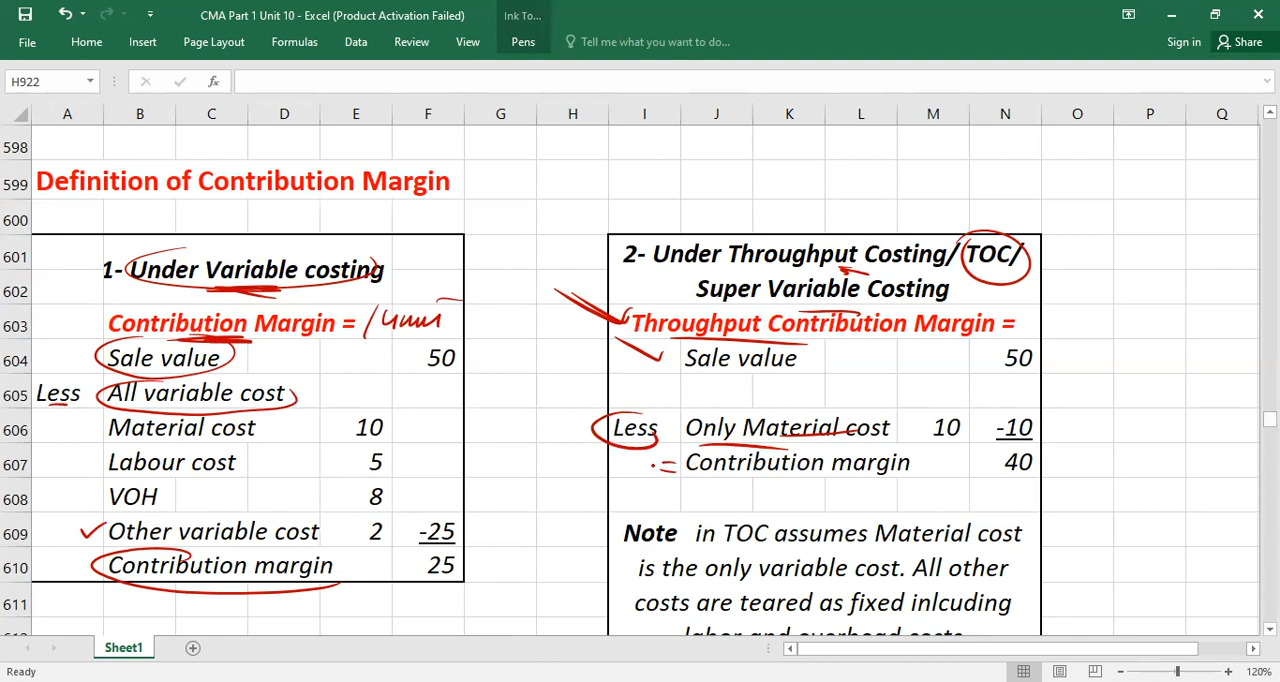 CMA Part 1 Unit 10 - Excel (Product Activation Failed)
Ink To...
File Home Insert Page Layout Formulas Data Review View Pens Tell me what you want to do... Sign in Share
H922 fx
A B C D E F G H I J K L M N O P Q
598
599 Definition of Contribution Margin
600
601 1- Under Variable costing 2- Under Throughput Costing/ TOC/
602 Super Variable Costing
603 Contribution Margin = Throughput Contribution Margin =
604 Sale value 50 Sale value 50
605 Less All variable cost
606 Material cost 10 Less Only Material cost 10 -10
607 Labour cost 5 = Contribution margin 40
608 VOH 8
609 Other variable cost 2 -25 Note in TOC assumes Material cost
610 Contribution margin 25 is the only variable cost. All other
611 costs are teared as fixed inlcuding
labor and overhead costs
Sheet1
Ready 120%